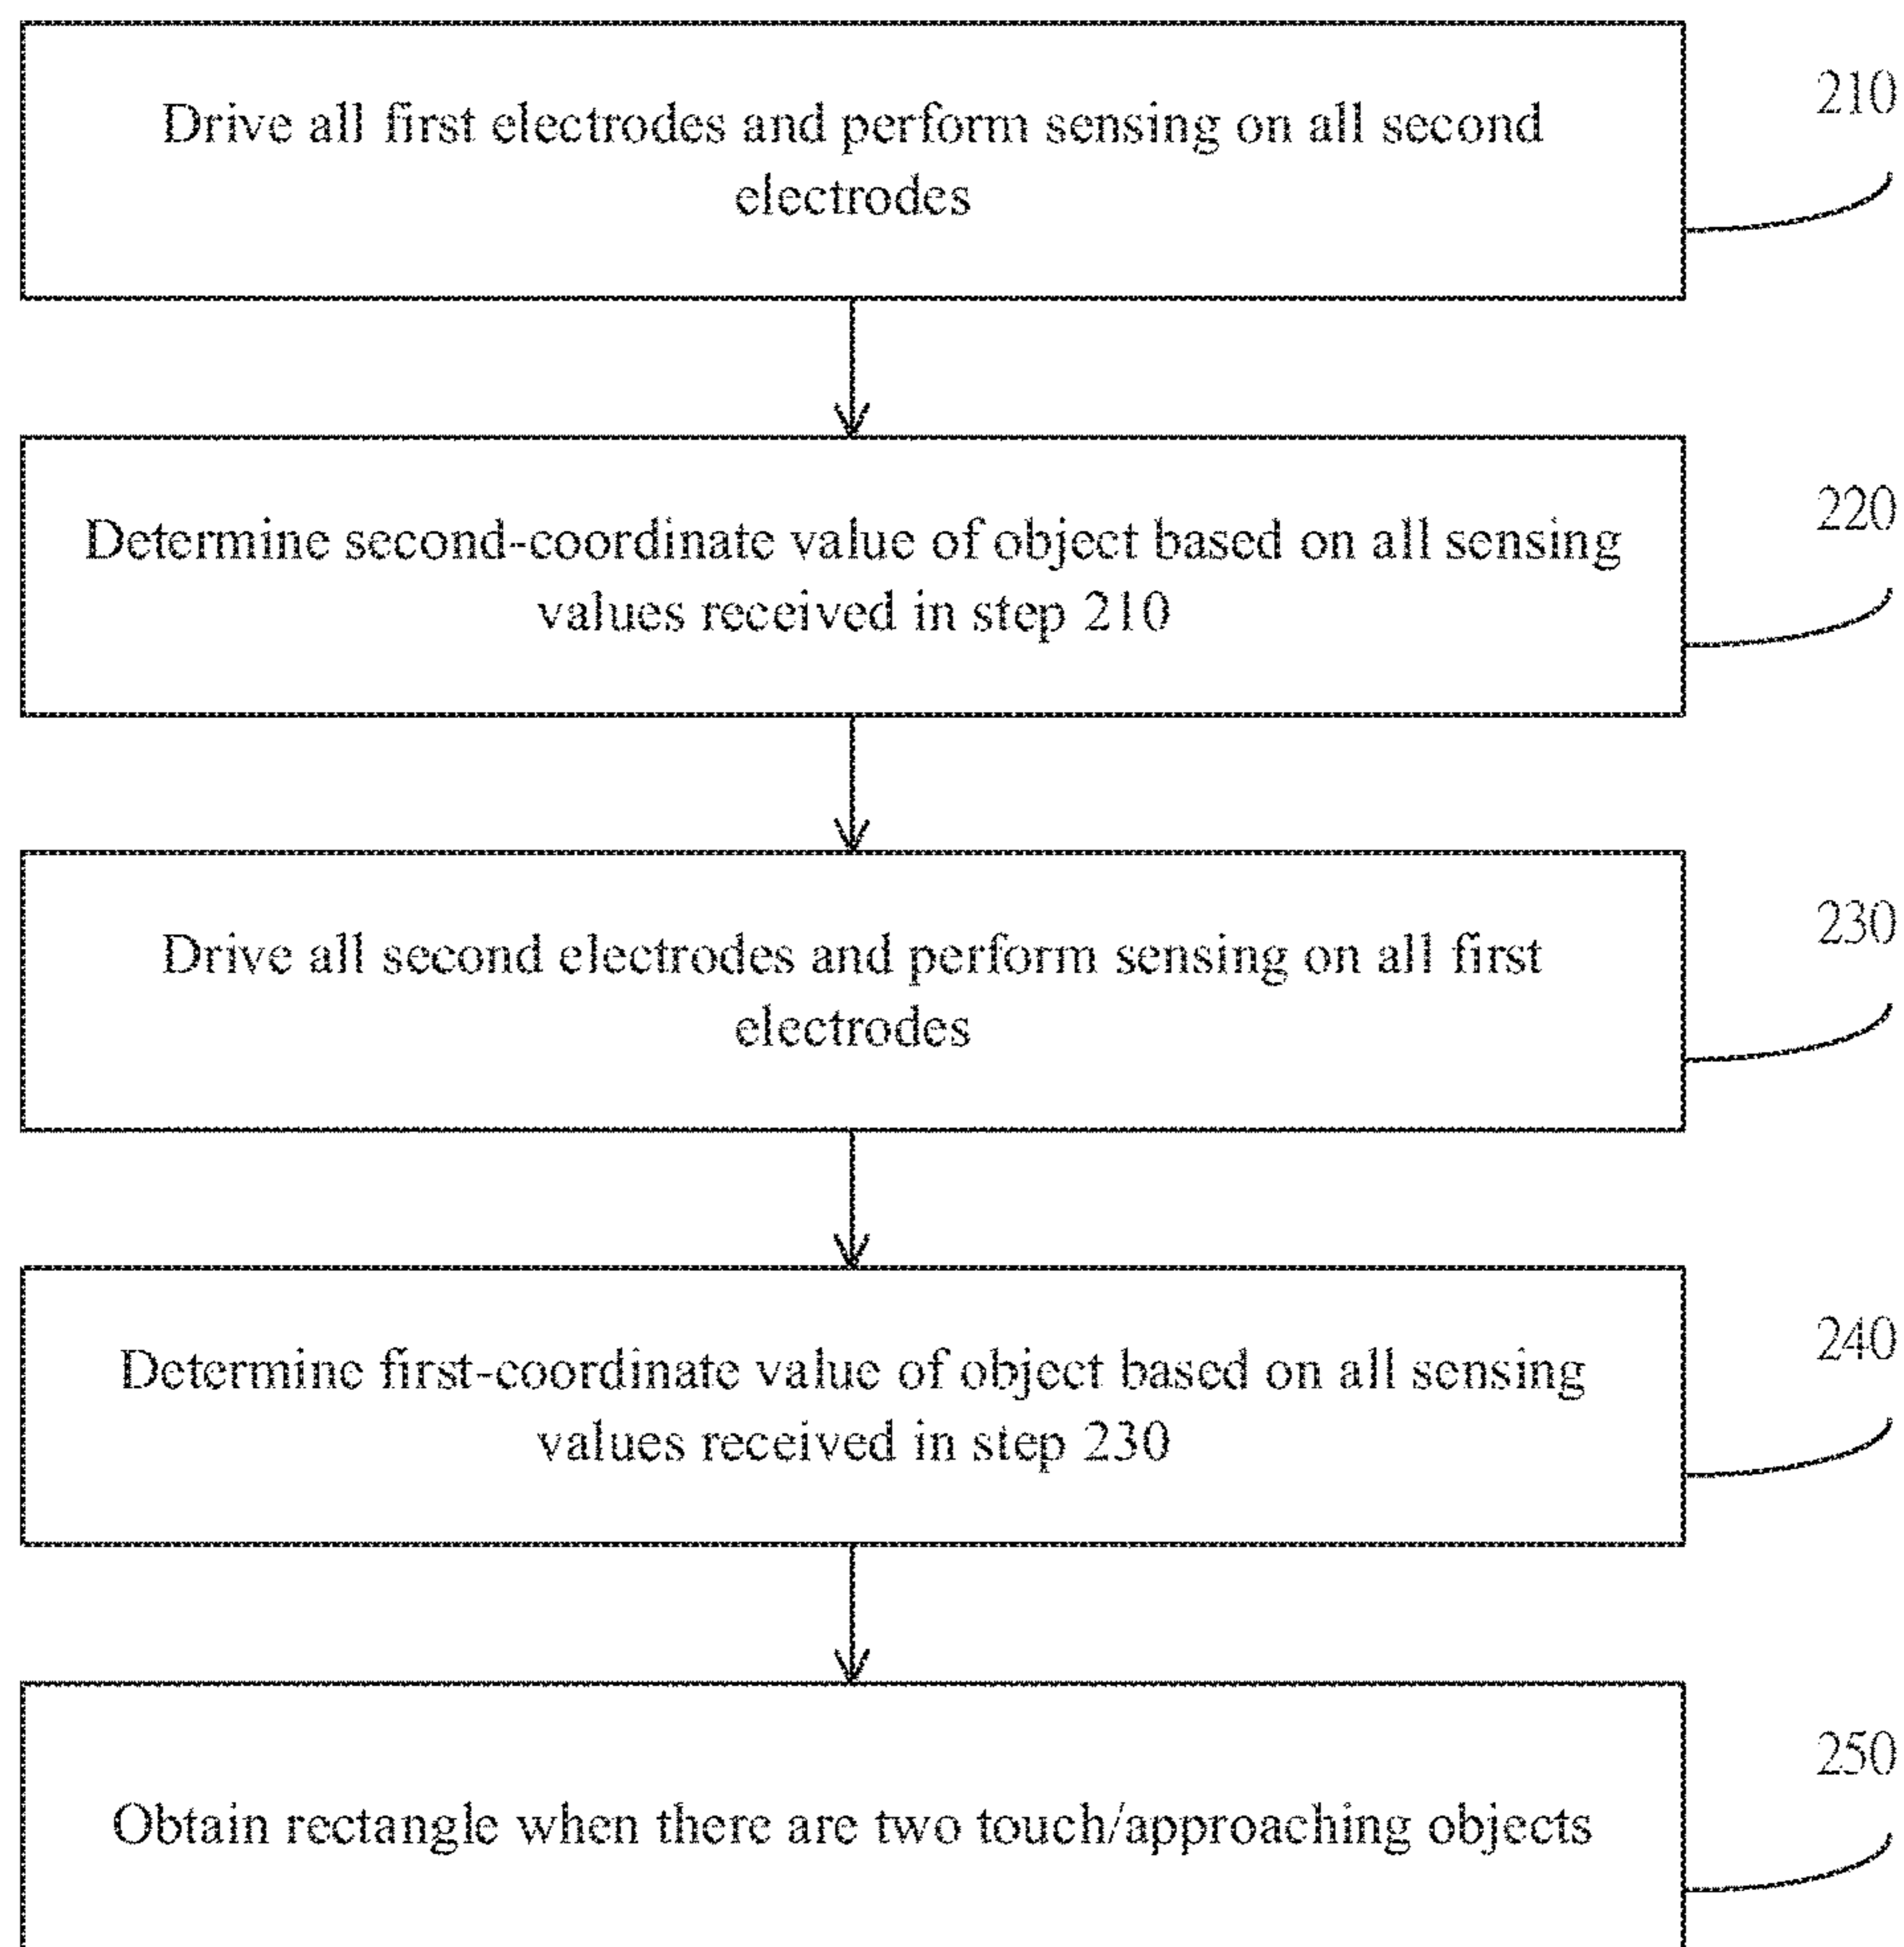 Drive all first electrodes and perform sensing on all second
electrodes
210
Determine second-coordinate value of object based on all sensing
values received in step 210
220
Drive all second electrodes and perform sensing on all first
electrodes
230
Determine first-coordinate value of object based on all sensing
values received in step 230
240
Obtain rectangle when there are two touch/approaching objects
250